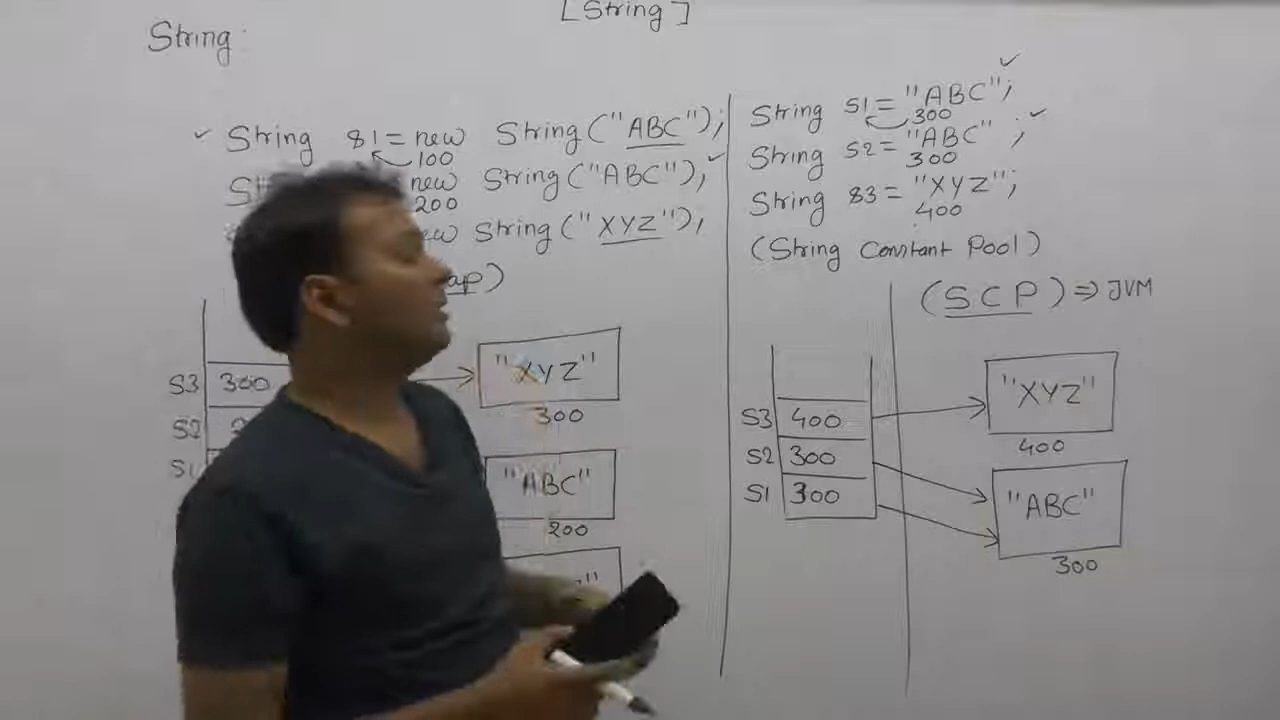 [String]
String:
String S1 = new String("ABC");
100
new String("ABC");
200
new String("XYZ");
S3 300 "XYZ"
300
S2
"ABC"
S1
200
String S1 = "ABC";
300
String S2 = "ABC";
300
String S3 = "XYZ";
400
(String Constant Pool)
(SCP) ⇒ JVM
S3 400 "XYZ"
400
S2 300
S1 300 "ABC"
300